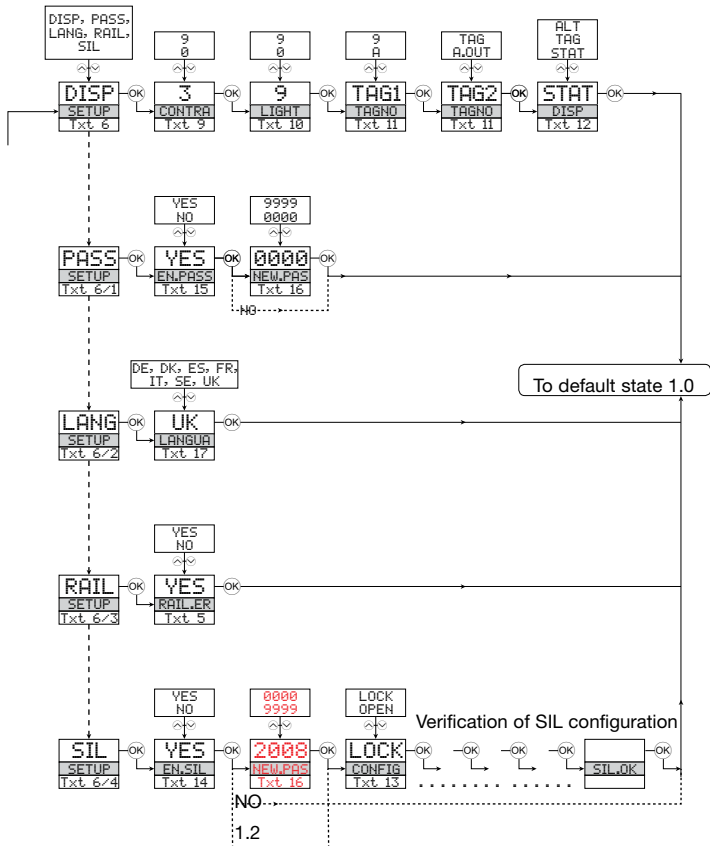 DISP, PASS,
LANG, RAIL,
SIL
9
0
9
0
9
A
TAG
A.OUT
ALT
TAG
STAT
DISP
SETUP
Txt 6
OK
3
CONTRA
Txt 9
OK
9
LIGHT
Txt 10
OK
TAG1
TAGNO
Txt 11
OK
TAG2
TAGNO
Txt 11
OK
STAT
DISP
Txt 12
OK
YES
NO
9999
0000
PASS
SETUP
Txt 6/1
OK
YES
EN.PASS
Txt 15
OK
0000
NEW.PAS
Txt 16
OK
NO
To default state 1.0
DE, DK, ES, FR,
IT, SE, UK
LANG
SETUP
Txt 6/2
OK
UK
LANGUA
Txt 17
OK
YES
NO
RAIL
SETUP
Txt 6/3
OK
YES
RAIL.ER
Txt 5
OK
YES
NO
0000
9999
LOCK
OPEN
Verification of SIL configuration
SIL
SETUP
Txt 6/4
OK
YES
EN.SIL
Txt 14
OK
2008
NEW.PAS
Txt 16
OK
LOCK
CONFIG
Txt 13
OK
OK
OK
OK
SIL.OK
OK
NO
1.2